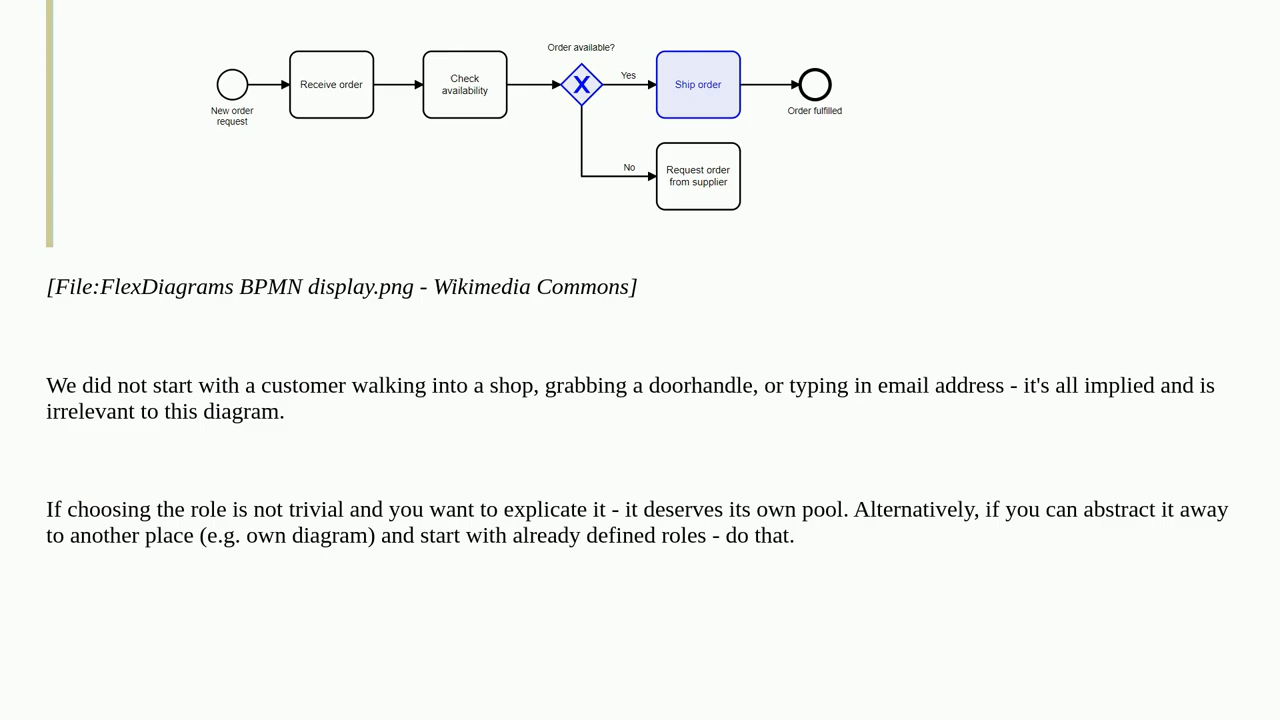 Order available?
Receive order
Check
availability
X
Yes
Ship order
New order
request
Order fulfilled
No
Request order
from supplier
[File:FlexDiagrams BPMN display.png - Wikimedia Commons]
We did not start with a customer walking into a shop, grabbing a doorhandle, or typing in email address - it's all implied and is
irrelevant to this diagram.
If choosing the role is not trivial and you want to explicate it - it deserves its own pool. Alternatively, if you can abstract it away
to another place (e.g. own diagram) and start with already defined roles - do that.